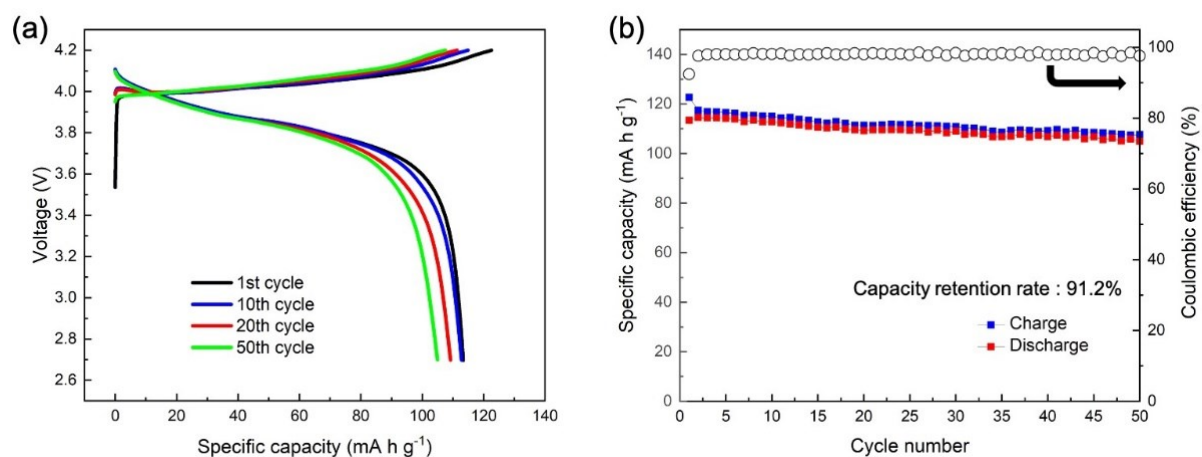 (a)
4.2
4.0
3.8
3.6
3.4
3.2
3.0
2.8
2.6
Voltage (V)
1st cycle
10th cycle
20th cycle
50th cycle
0 20 40 60 80 100 120 140
Specific capacity (mA h g⁻¹)
(b)
140
120
100
80
60
40
20
0
Specific capacity (mA h g⁻¹)
Capacity retention rate : 91.2%
Charge
Discharge
100
80
60
40
20
0
Coulombic efficiency (%)
0 5 10 15 20 25 30 35 40 45 50
Cycle number